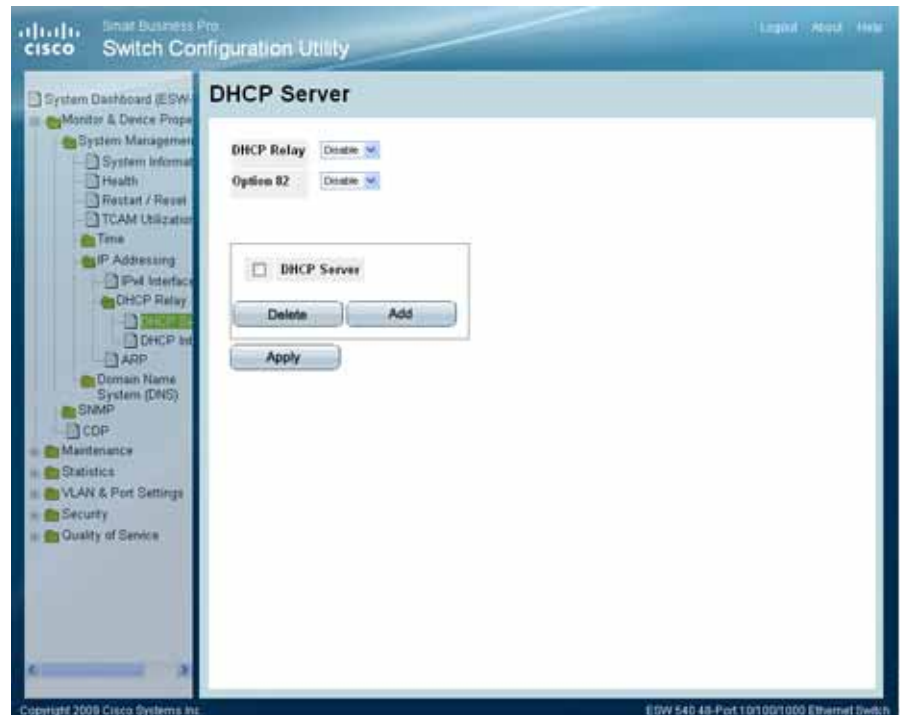 Small Business Pro
cisco Switch Configuration Utility
Logout About Help
System Dashboard (ESW-
Monitor & Device Prope
System Managemen
System Informat
Health
Restart / Reset
TCAM Utilization
Time
IP Addressing
IPv4 Interface
DHCP Relay
DHCP Se
DHCP Int
ARP
Domain Name
System (DNS)
SNMP
CDP
Maintenance
Statistics
VLAN & Port Settings
Security
Quality of Service
DHCP Server
DHCP Relay Disable
Option 82 Disable
DHCP Server
Delete Add
Apply
Copyright 2009 Cisco Systems Inc.
ESW 540 48-Port 10/100/1000 Ethernet Switch